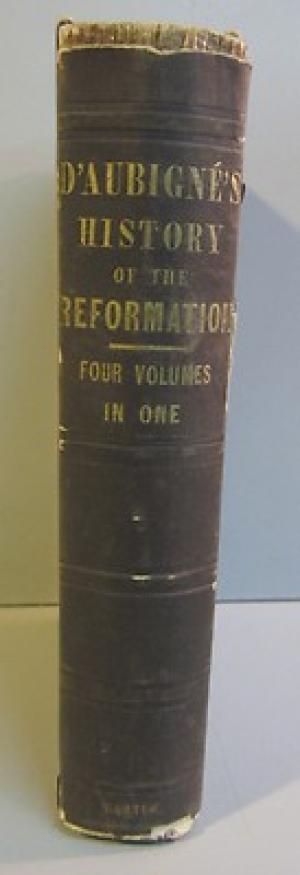 D'AUBIGNÉ'S
HISTORY
OF THE
REFORMATION
FOUR VOLUMES
IN ONE